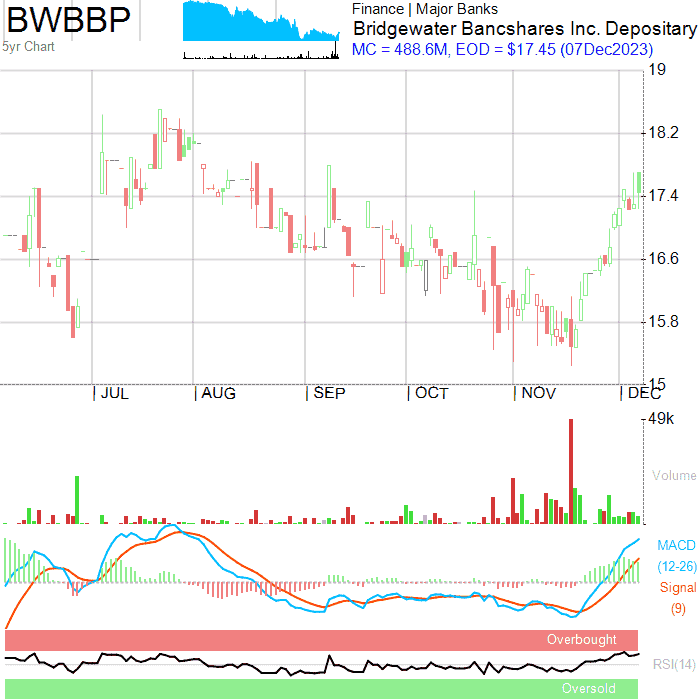 BWBBP
5yr Chart
Finance | Major Banks
Bridgewater Bancshares Inc. Depositary
MC = 488.6M, EOD = $17.45 (07Dec2023)
19
18.2
17.4
16.6
15.8
15
JUL AUG SEP OCT NOV DEC
49k
Volume
MACD
(12-26)
Signal
(9)
Overbought
RSI(14)
Oversold